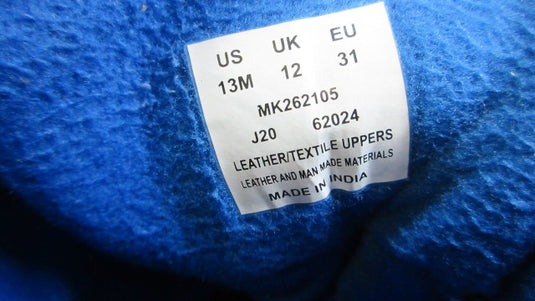 US UK EU
13M 12 31
MK262105
J20 62024
LEATHER/TEXTILE UPPERS
LEATHER AND MAN MADE MATERIALS
MADE IN INDIA